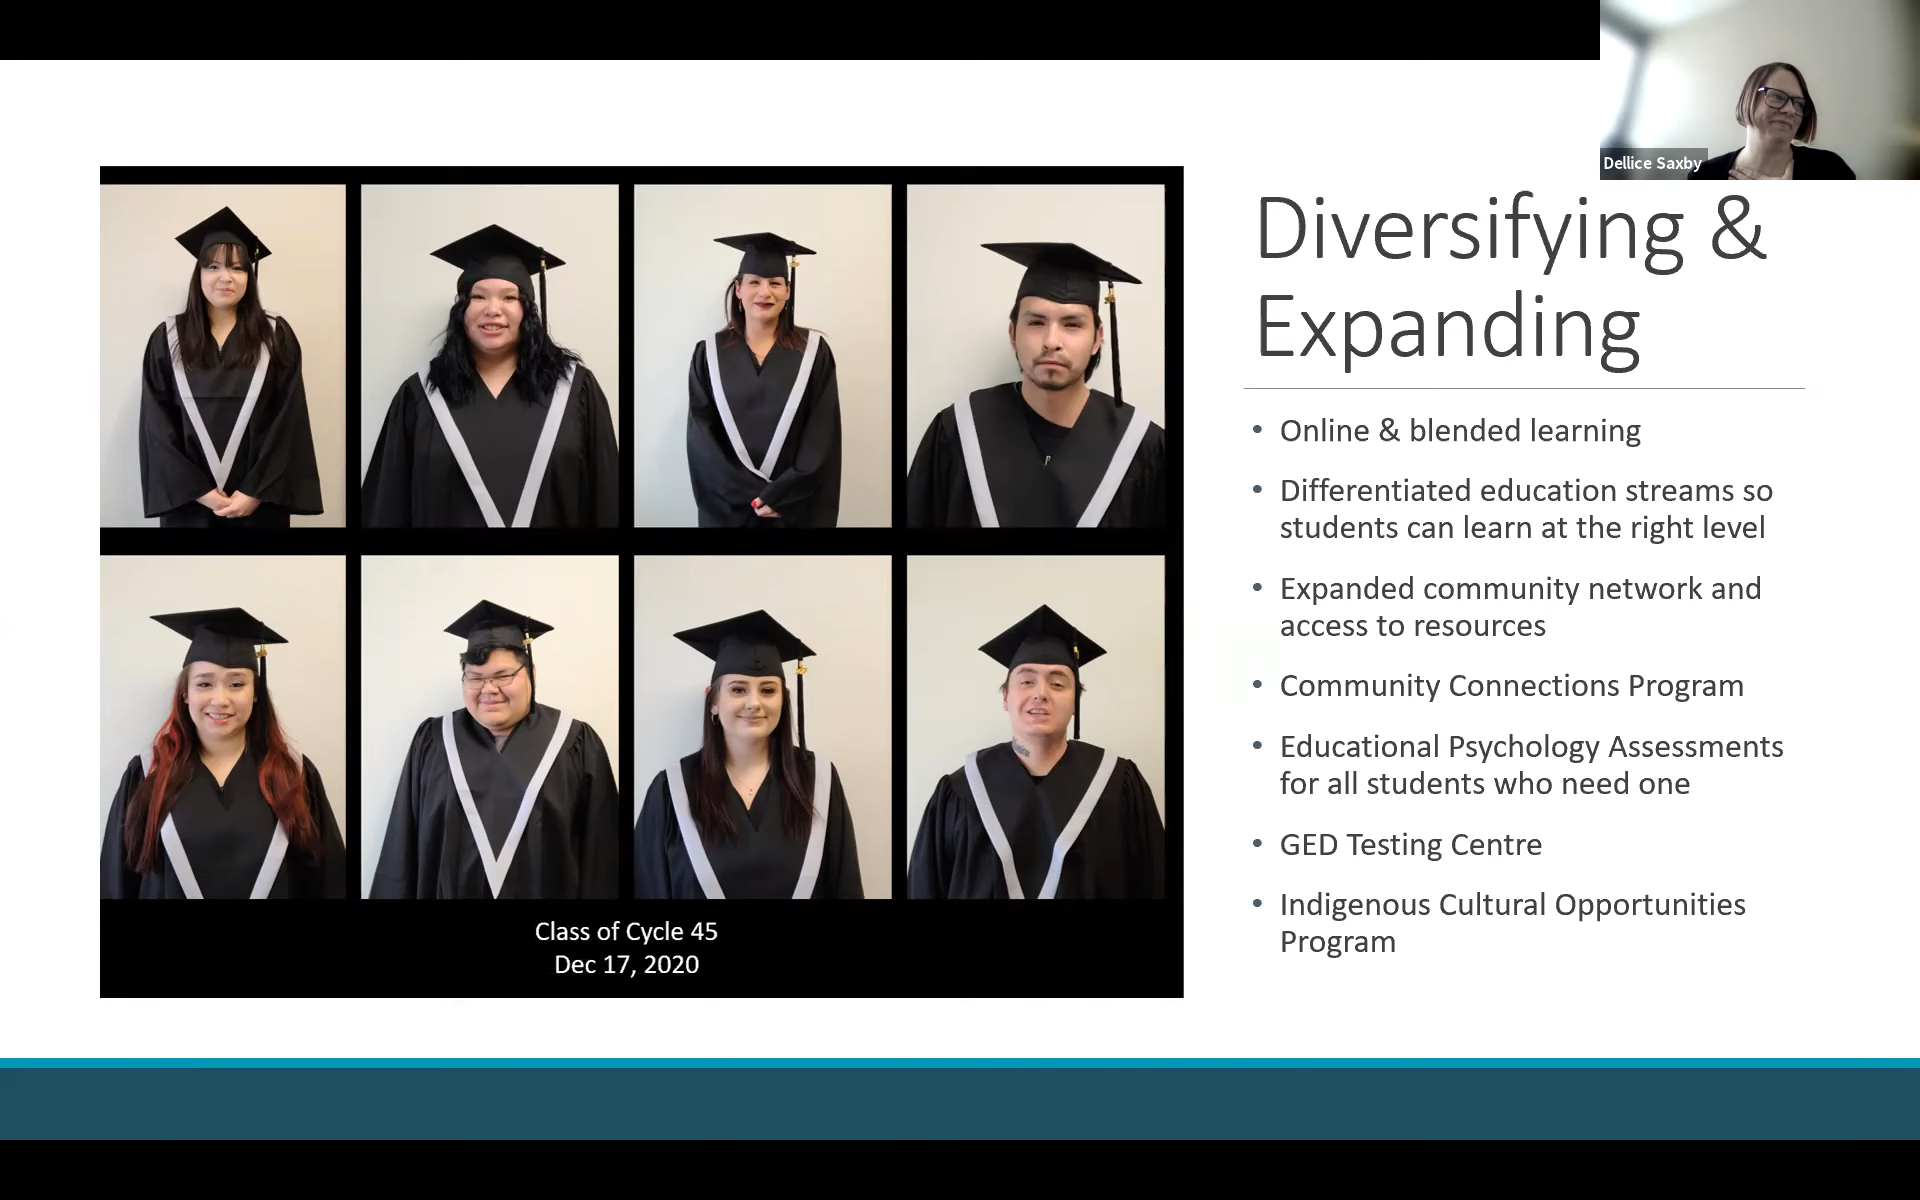 Dellice Saxby
Diversifying &
Expanding
• Online & blended learning
• Differentiated education streams so
students can learn at the right level
• Expanded community network and
access to resources
• Community Connections Program
• Educational Psychology Assessments
for all students who need one
• GED Testing Centre
• Indigenous Cultural Opportunities
Program
Class of Cycle 45
Dec 17, 2020